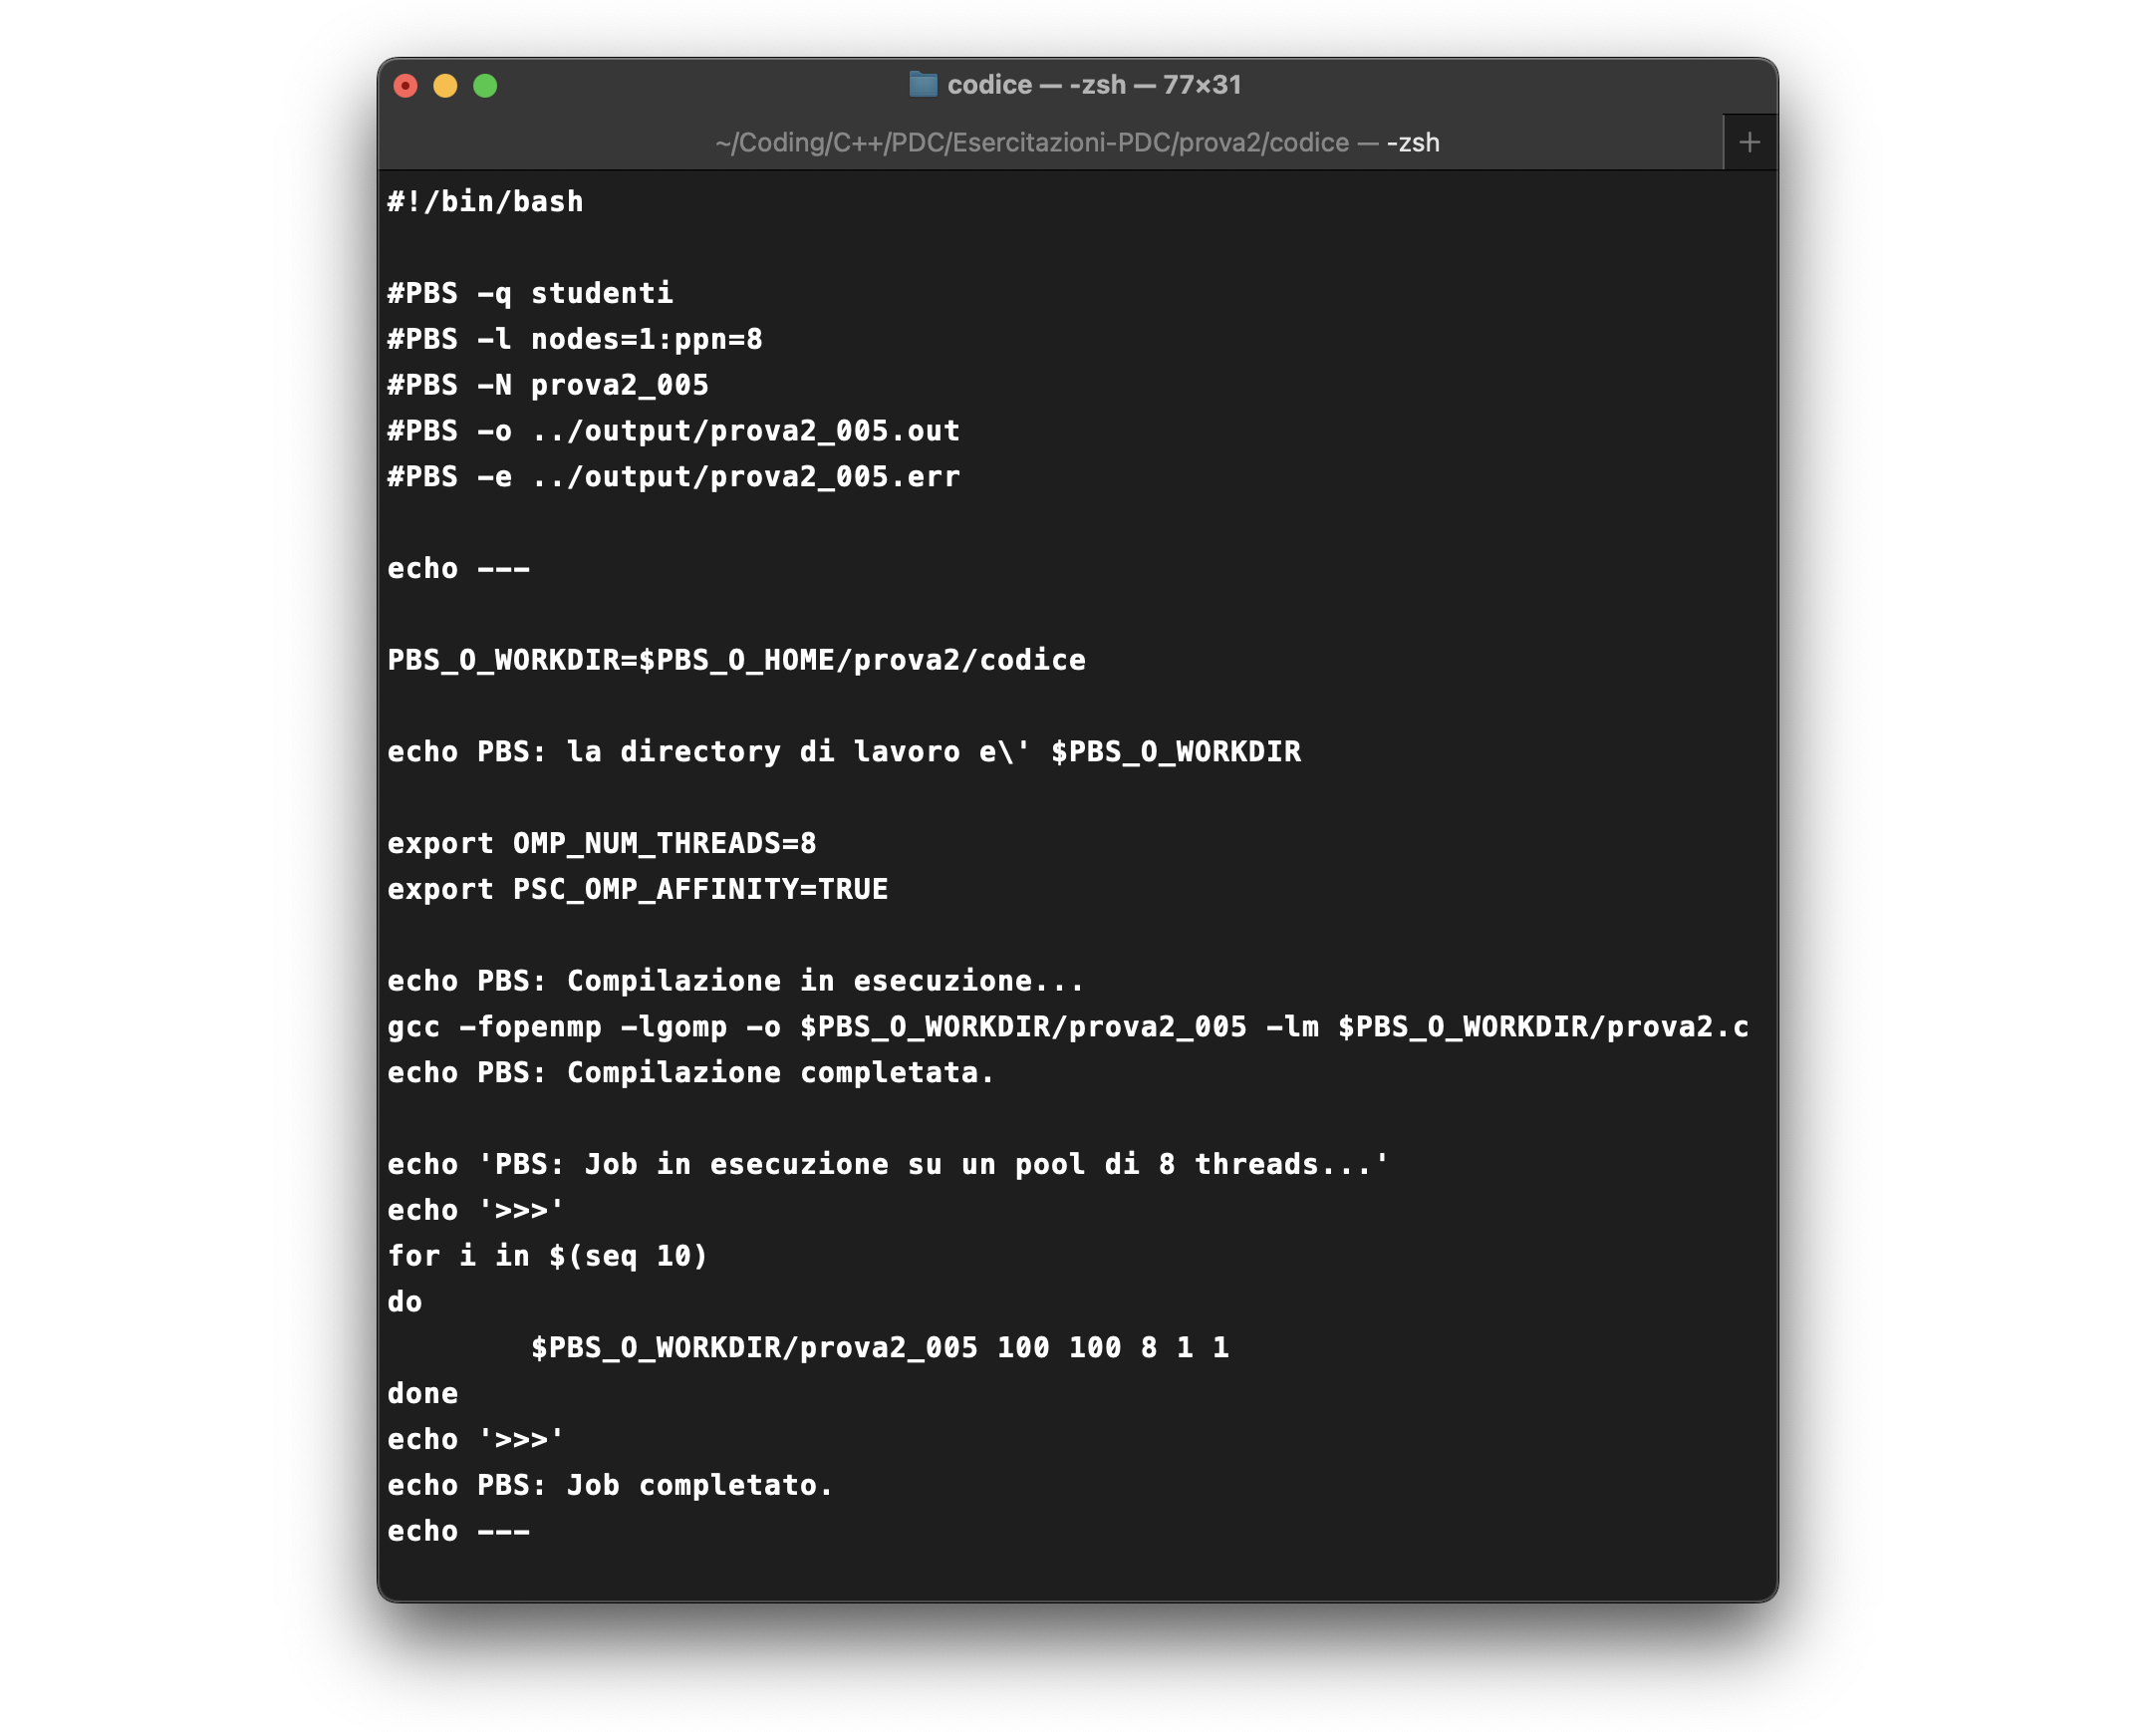 codice — -zsh — 77×31
~/Coding/C++/PDC/Esercitazioni-PDC/prova2/codice — -zsh
#!/bin/bash
#PBS -q studenti
#PBS -l nodes=1:ppn=8
#PBS -N prova2_005
#PBS -o ../output/prova2_005.out
#PBS -e ../output/prova2_005.err
echo ---
PBS_O_WORKDIR=$PBS_O_HOME/prova2/codice
echo PBS: la directory di lavoro e\' $PBS_O_WORKDIR
export OMP_NUM_THREADS=8
export PSC_OMP_AFFINITY=TRUE
echo PBS: Compilazione in esecuzione...
gcc -fopenmp -lgomp -o $PBS_O_WORKDIR/prova2_005 -lm $PBS_O_WORKDIR/prova2.c
echo PBS: Compilazione completata.
echo 'PBS: Job in esecuzione su un pool di 8 threads...'
echo '>>>'
for i in $(seq 10)
do
        $PBS_O_WORKDIR/prova2_005 100 100 8 1 1
done
echo '>>>'
echo PBS: Job completato.
echo ---